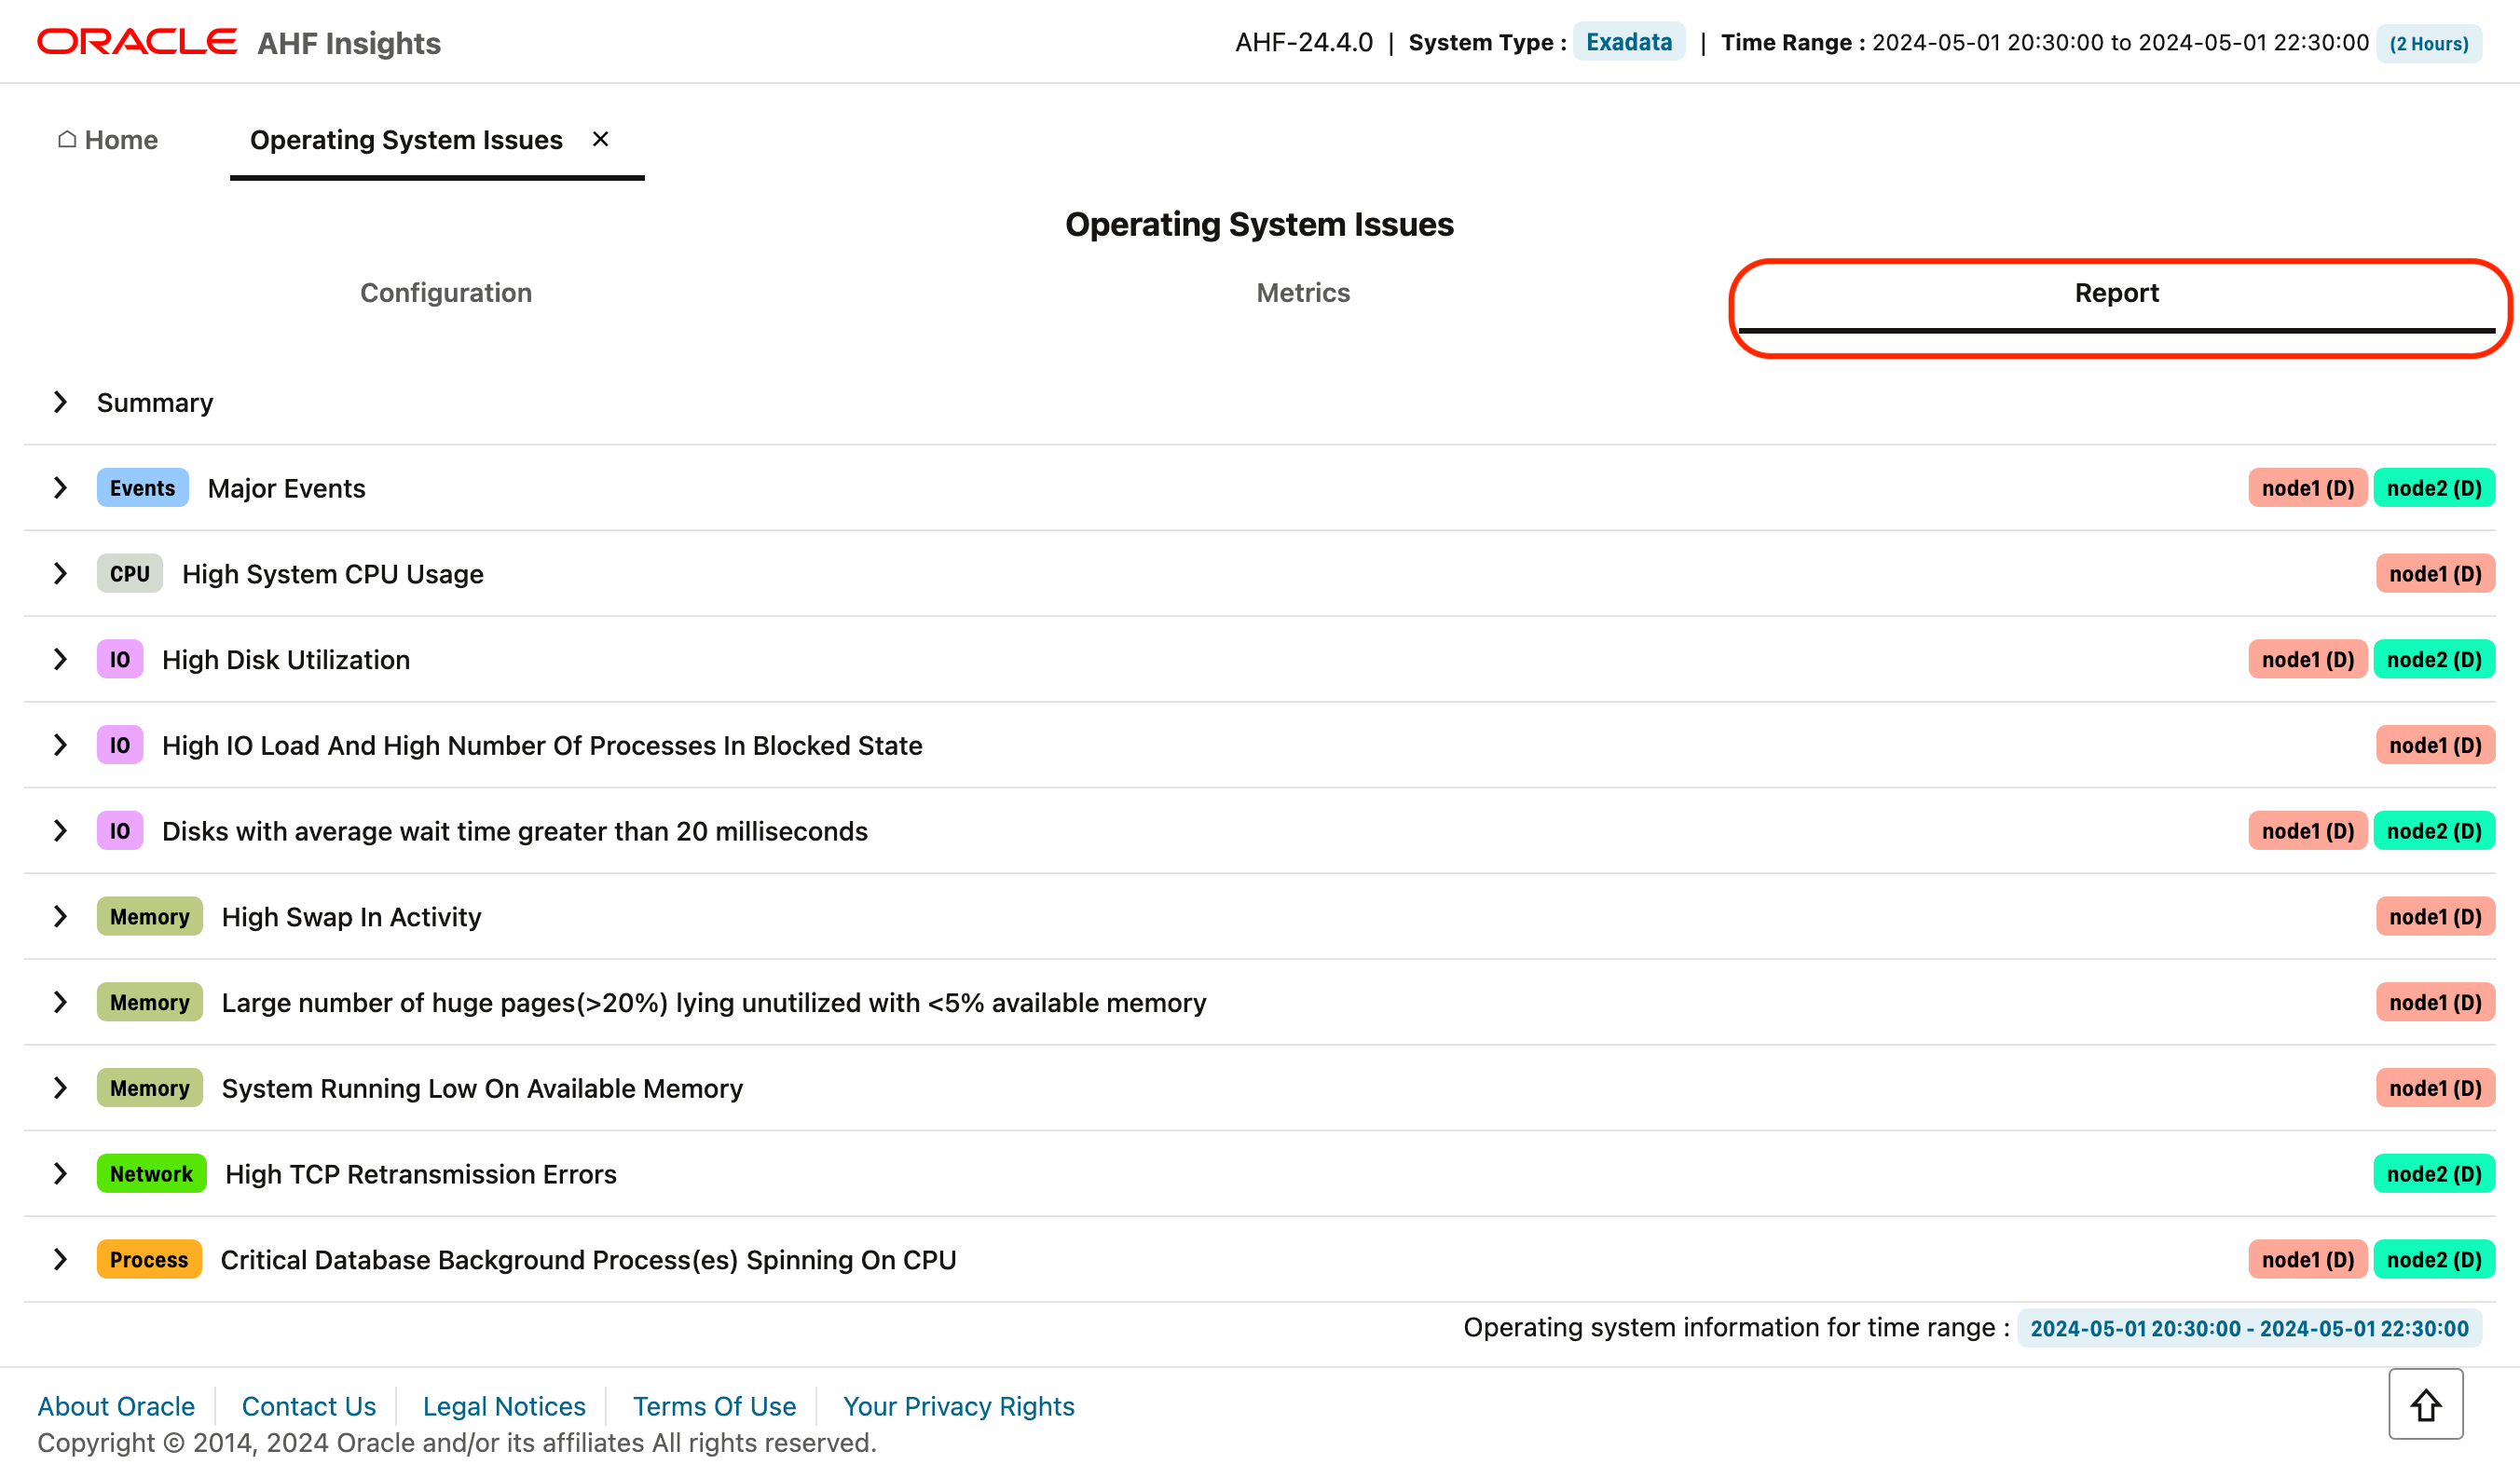 ORACLE AHF Insights
AHF-24.4.0 | System Type : Exadata | Time Range : 2024-05-01 20:30:00 to 2024-05-01 22:30:00 (2 Hours)
Home Operating System Issues ×
Operating System Issues
Configuration Metrics Report
Summary
Events Major Events node1 (D) node2 (D)
CPU High System CPU Usage node1 (D)
IO High Disk Utilization node1 (D) node2 (D)
IO High IO Load And High Number Of Processes In Blocked State node1 (D)
IO Disks with average wait time greater than 20 milliseconds node1 (D) node2 (D)
Memory High Swap In Activity node1 (D)
Memory Large number of huge pages(>20%) lying unutilized with <5% available memory node1 (D)
Memory System Running Low On Available Memory node1 (D)
Network High TCP Retransmission Errors node2 (D)
Process Critical Database Background Process(es) Spinning On CPU node1 (D) node2 (D)
Operating system information for time range : 2024-05-01 20:30:00 - 2024-05-01 22:30:00
About Oracle Contact Us Legal Notices Terms Of Use Your Privacy Rights
Copyright © 2014, 2024 Oracle and/or its affiliates All rights reserved.